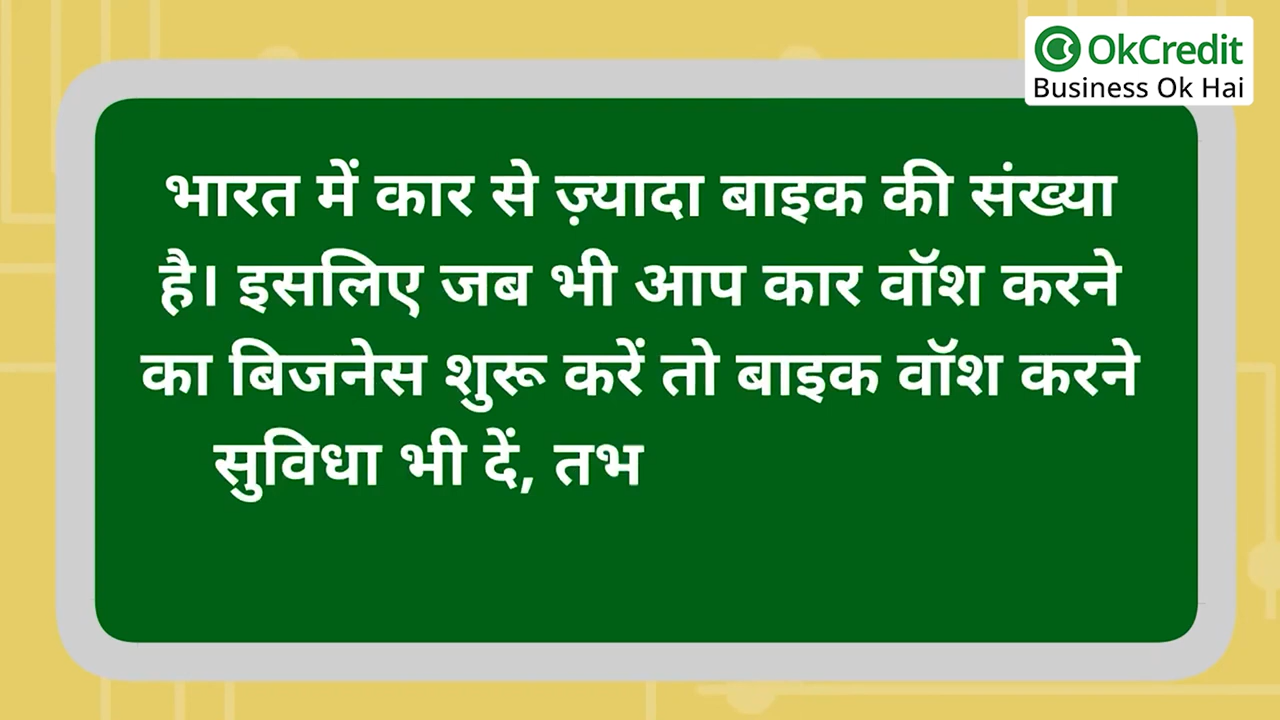 OkCredit
Business Ok Hai
भारत में कार से ज़्यादा बाइक की संख्या
है। इसलिए जब भी आप कार वॉश करने
का बिजनेस शुरू करें तो बाइक वॉश करने
सुविधा भी दें, तभ